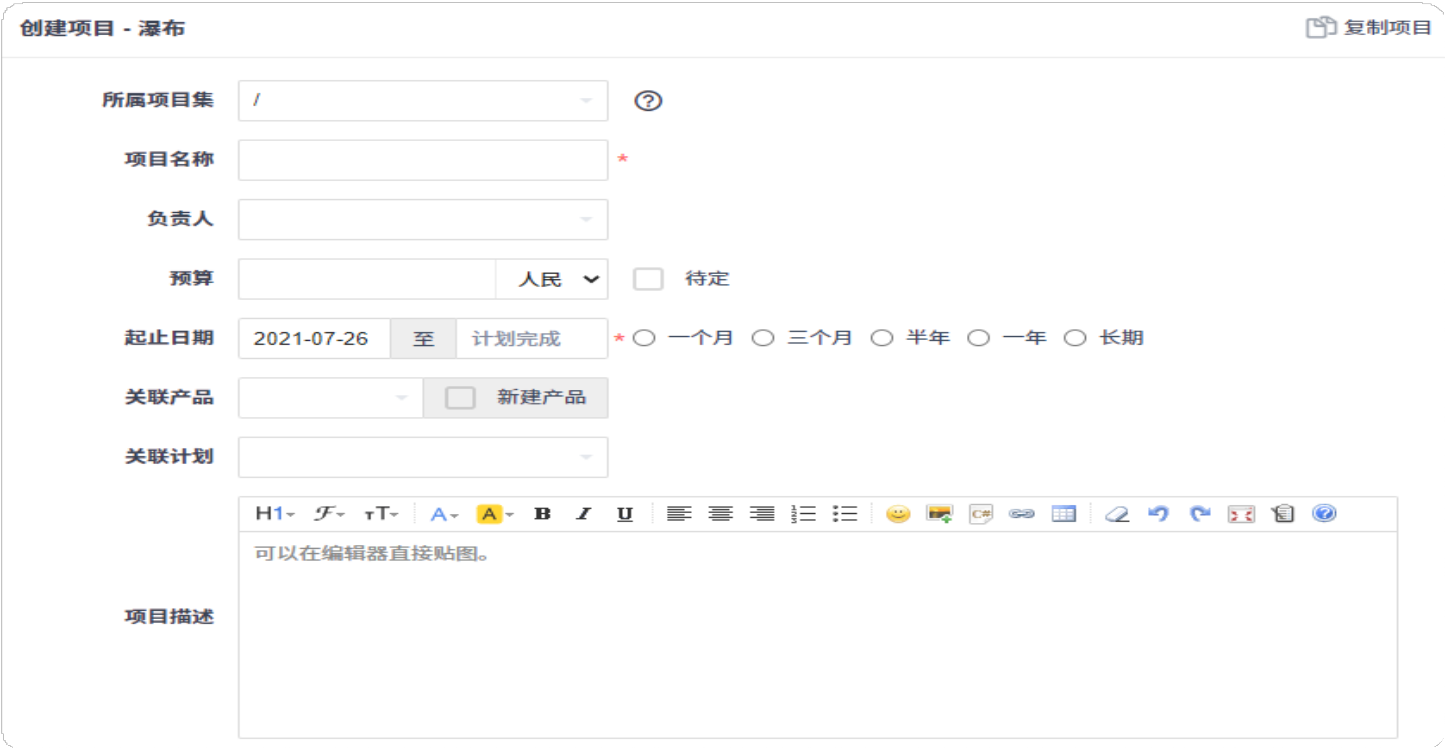 创建项目 - 瀑布 复制项目
所属项目集 /
项目名称 *
负责人
预算 人民 待定
起止日期 2021-07-26 至 计划完成 * 一个月 三个月 半年 一年 长期
关联产品 新建产品
关联计划
H1 F TT A A B I U C#
可以在编辑器直接贴图。
项目描述